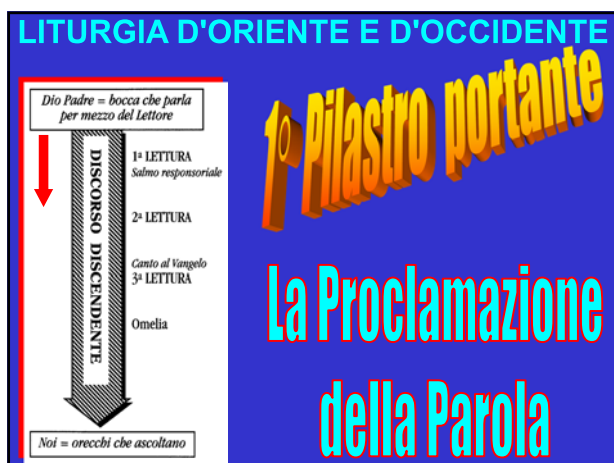 LITURGIA D'ORIENTE E D'OCCIDENTE
Dio Padre = bocca che parla
per mezzo del Lettore
DISCORSO DISCENDENTE
1ª LETTURA
Salmo responsoriale
2ª LETTURA
Canto al Vangelo
3ª LETTURA
Omelia
Noi = orecchi che ascoltano
1° Pilastro portante
La Proclamazione
della Parola